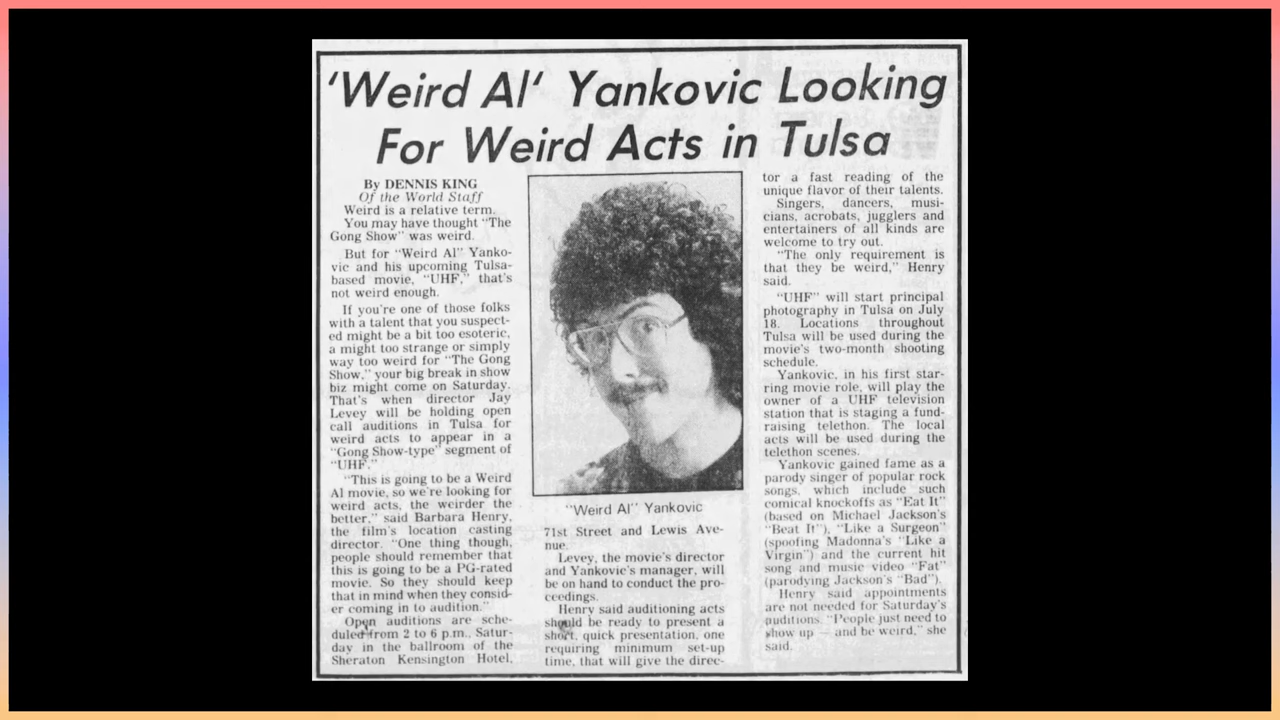 'Weird Al' Yankovic Looking
For Weird Acts in Tulsa
By DENNIS KING
Of the World Staff
Weird is a relative term.
You may have thought "The
Gong Show" was weird.
But for "Weird Al" Yanko-
vic and his upcoming Tulsa-
based movie, "UHF," that's
not weird enough.
If you're one of those folks
with a talent that you suspect-
ed might be a bit too esoteric,
a might too strange or simply
way too weird for "The Gong
Show," your big break in show
biz might come on Saturday.
That's when director Jay
Levey will be holding open
call auditions in Tulsa for
weird acts to appear in a
"Gong Show-type" segment of
"UHF."
"This is going to be a Weird
Al movie, so we're looking for
weird acts, the weirder the
better," said Barbara Henry,
the film's location casting
director. "One thing though,
people should remember that
this is going to be a PG-rated
movie. So they should keep
that in mind when they consid-
er coming in to audition."
Open auditions are sche-
duled from 2 to 6 p.m., Satur-
day in the ballroom of the
Sheraton Kensington Hotel,
"Weird Al" Yankovic
71st Street and Lewis Ave-
nue.
Levey, the movie's director
and Yankovic's manager, will
be on hand to conduct the pro-
ceedings.
Henry said auditioning acts
should be ready to present a
short, quick presentation, one
requiring minimum set-up
time, that will give the direc-
tor a fast reading of the
unique flavor of their talents.
Singers, dancers, musi-
cians, acrobats, jugglers and
entertainers of all kinds are
welcome to try out.
"The only requirement is
that they be weird," Henry
said.
"UHF" will start principal
photography in Tulsa on July
18. Locations throughout
Tulsa will be used during the
movie's two-month shooting
schedule.
Yankovic, in his first star-
ring movie role, will play the
owner of a UHF television
station that is staging a fund-
raising telethon. The local
acts will be used during the
telethon scenes.
Yankovic gained fame as a
parody singer of popular rock
songs, which include such
comical knockoffs as "Eat It"
(based on Michael Jackson's
"Beat It"), "Like a Surgeon"
(spoofing Madonna's "Like a
Virgin") and the current hit
song and music video "Fat"
(parodying Jackson's "Bad").
Henry said appointments
are not needed for Saturday's
auditions. "People just need to
show up — and be weird," she
said.